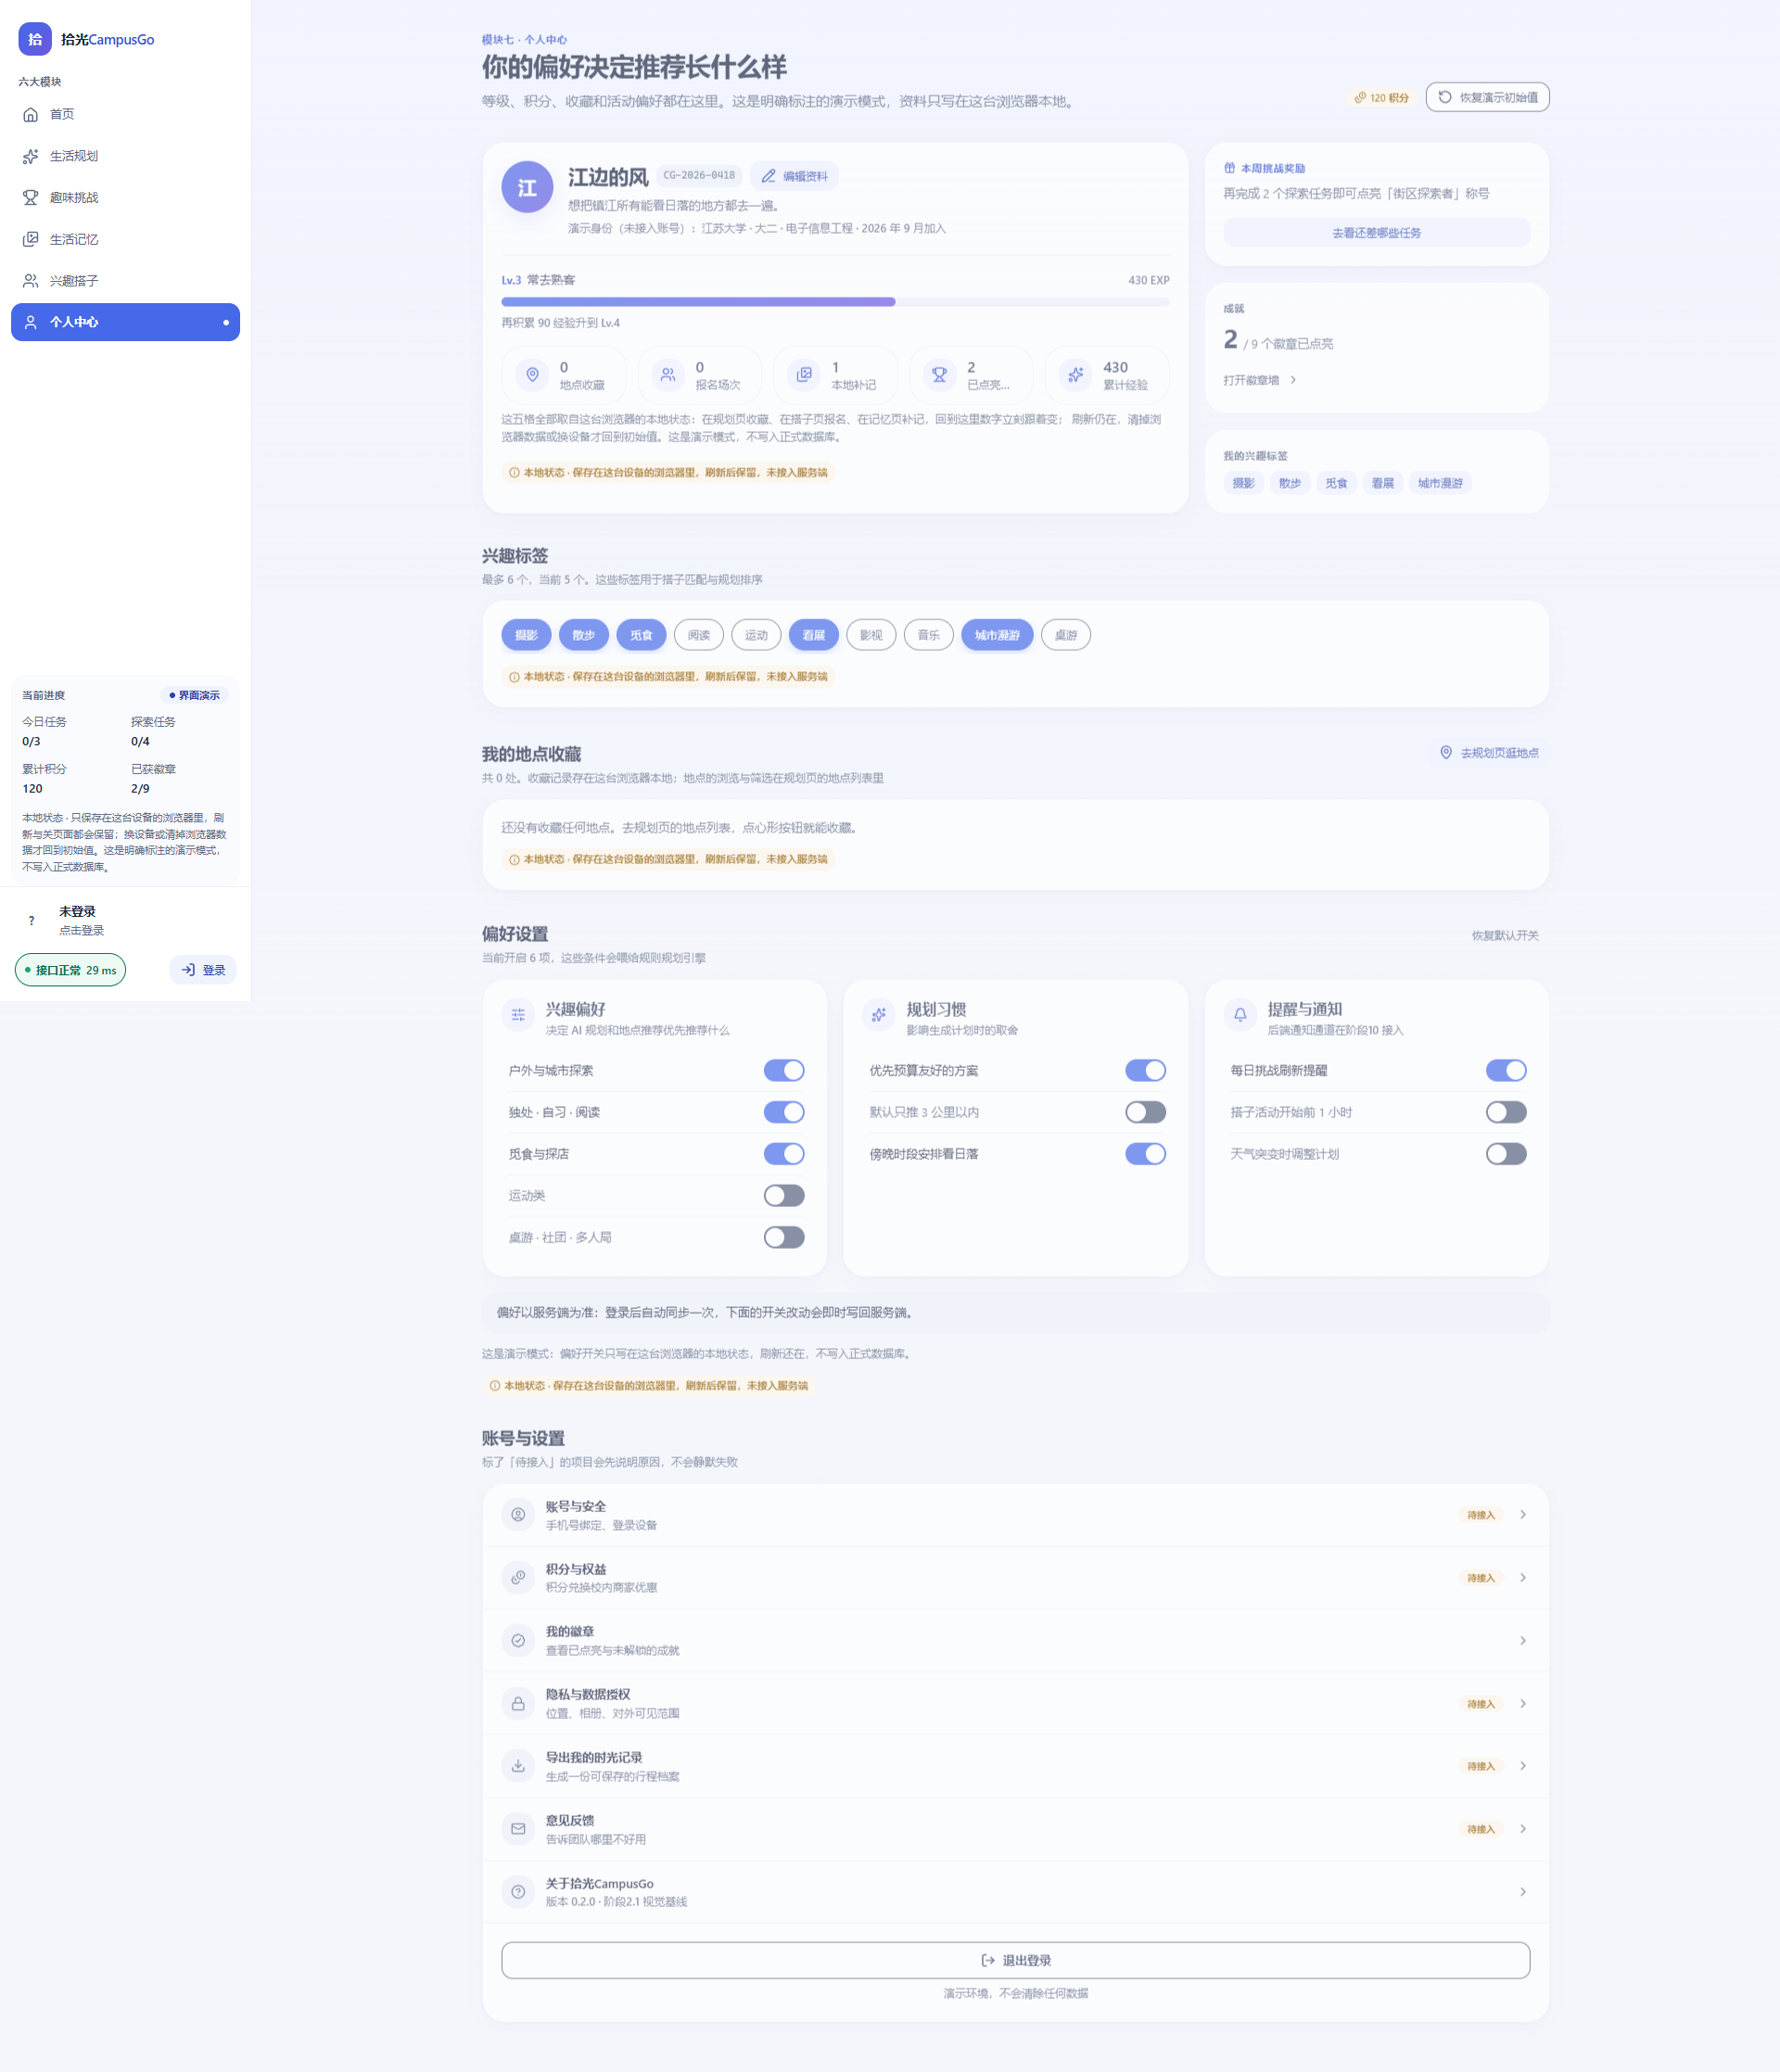 拾
拾光CampusGo
六大模块
首页
生活规划
趣味挑战
生活记忆
兴趣搭子
个人中心
当前进度
界面演示
今日任务
探索任务
0/3
0/4
累计积分
已获徽章
120
2/9
本地状态 · 只保存在这台设备的浏览器里，刷
新与关页面都会保留；换设备或清掉浏览器数
据才回到初始值。这是明确标注的演示模式，
不写入正式数据库。
?
未登录
点击登录
接口正常 29 ms
登录
模块七 · 个人中心
你的偏好决定推荐长什么样
等级、积分、收藏和活动偏好都在这里。这是明确标注的演示模式，资料只写在这台浏览器本地。
120 积分
恢复演示初始值
江
江边的风
CG-2026-0418
编辑资料
想把镇江所有能看日落的地方都去一遍。
演示身份（未接入账号）：江苏大学 · 大二 · 电子信息工程 · 2026 年 9 月加入
Lv.3 常去熟客
430 EXP
再积累 90 经验升到 Lv.4
0
地点收藏
0
报名场次
1
本地补记
2
已点亮...
430
累计经验
这五格全部取自这台浏览器的本地状态：在规划页收藏、在搭子页报名、在记忆页补记，回到这里数字立刻跟着变； 刷新仍在，清掉浏
览器数据或换设备才回到初始值。这是演示模式，不写入正式数据库。
本地状态 · 保存在这台设备的浏览器里，刷新后保留，未接入服务端
本周挑战奖励
再完成 2 个探索任务即可点亮「街区探索者」称号
去看还差哪些任务
成就
2 / 9 个徽章已点亮
打开徽章墙
我的兴趣标签
摄影
散步
觅食
看展
城市漫游
兴趣标签
最多 6 个，当前 5 个。这些标签用于搭子匹配与规划排序
摄影
散步
觅食
阅读
运动
看展
影视
音乐
城市漫游
桌游
本地状态 · 保存在这台设备的浏览器里，刷新后保留，未接入服务端
我的地点收藏
共 0 处。收藏记录存在这台浏览器本地；地点的浏览与筛选在规划页的地点列表里
去规划页逛地点
还没有收藏任何地点。去规划页的地点列表，点心形按钮就能收藏。
本地状态 · 保存在这台设备的浏览器里，刷新后保留，未接入服务端
偏好设置
当前开启 6 项，这些条件会喂给规则规划引擎
恢复默认开关
兴趣偏好
决定 AI 规划和地点推荐优先推荐什么
户外与城市探索
独处 · 自习 · 阅读
觅食与探店
运动类
桌游 · 社团 · 多人局
规划习惯
影响生成计划时的取舍
优先预算友好的方案
默认只推 3 公里以内
傍晚时段安排看日落
提醒与通知
后端通知通道在阶段10 接入
每日挑战刷新提醒
搭子活动开始前 1 小时
天气突变时调整计划
偏好以服务端为准：登录后自动同步一次，下面的开关改动会即时写回服务端。
这是演示模式：偏好开关只写在这台浏览器的本地状态，刷新还在，不写入正式数据库。
本地状态 · 保存在这台设备的浏览器里，刷新后保留，未接入服务端
账号与设置
标了「待接入」的项目会先说明原因，不会静默失败
账号与安全
手机号绑定、登录设备
待接入
积分与权益
积分兑换校内商家优惠
待接入
我的徽章
查看已点亮与未解锁的成就
隐私与数据授权
位置、相册、对外可见范围
待接入
导出我的时光记录
生成一份可保存的行程档案
待接入
意见反馈
告诉团队哪里不好用
待接入
关于拾光CampusGo
版本 0.2.0 · 阶段2.1 视觉基线
退出登录
演示环境，不会清除任何数据